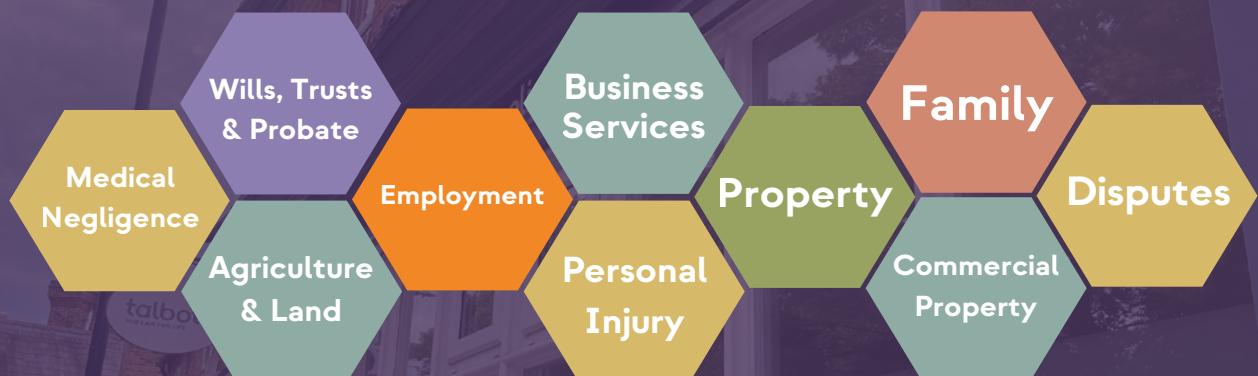 Medical
Negligence
Wills, Trusts
& Probate
Agriculture
& Land
Employment
Business
Services
Personal
Injury
Property
Family
Commercial
Property
Disputes